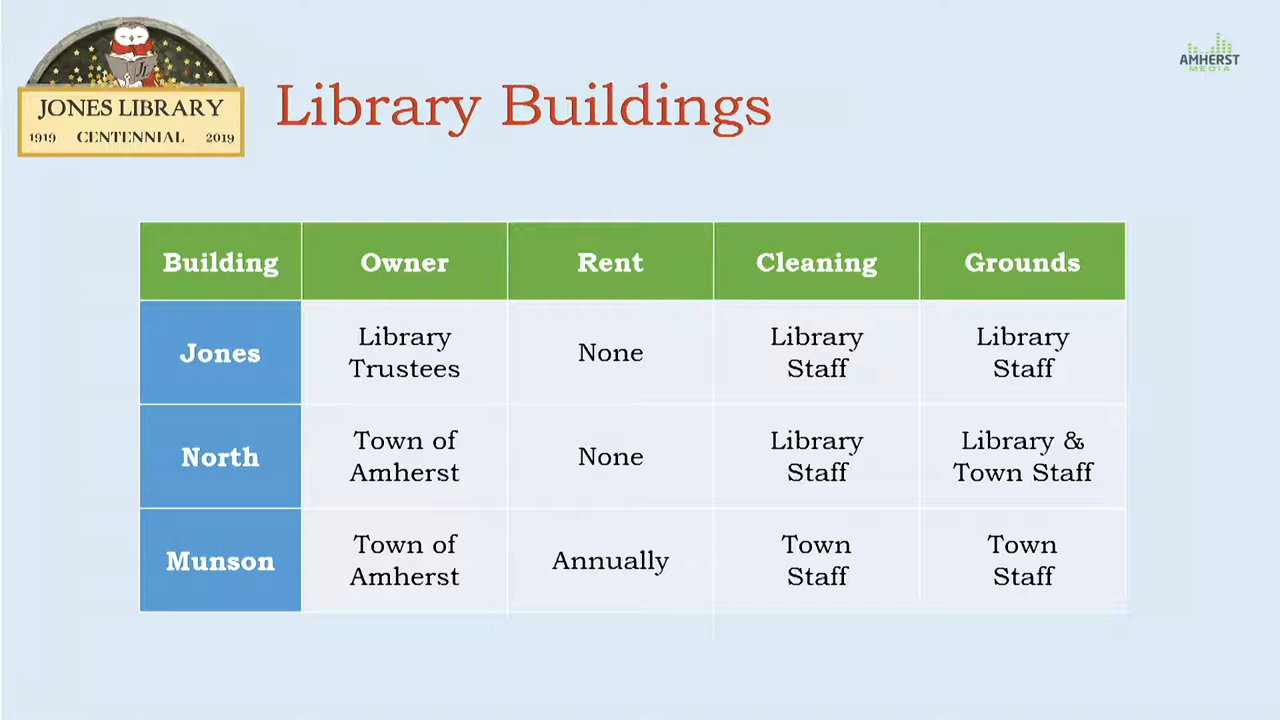 JONES LIBRARY
1919 CENTENNIAL 2019
JL
AMHERST
MEDIA
Library Buildings
Building Owner Rent Cleaning Grounds
Jones
Library
Trustees
None
Library
Staff
Library
Staff
North
Town of
Amherst
None
Library
Staff
Library &
Town Staff
Munson
Town of
Amherst
Annually
Town
Staff
Town
Staff